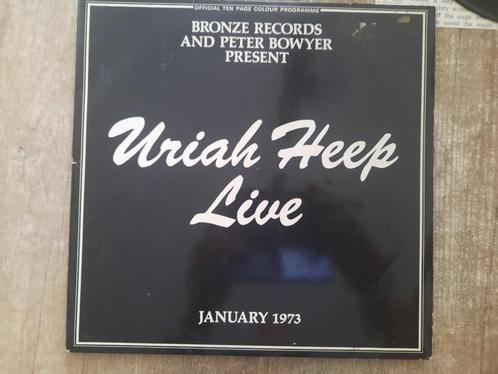 OFFICIAL TEN PAGE COLOUR PROGRAMME
BRONZE RECORDS
AND PETER BOWYER
PRESENT
Uriah Heep
Live
JANUARY 1973